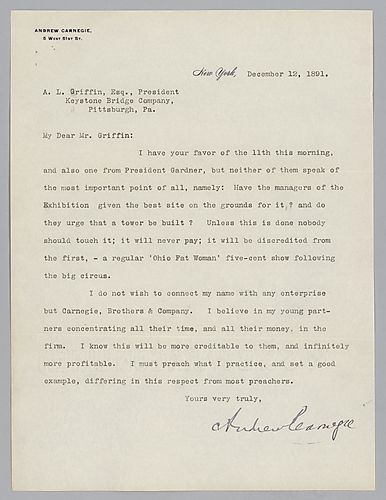 ANDREW CARNEGIE,
5 WEST 51ST ST.
New York, December 12, 1891.
A. L. Griffin, Esq., President
Keystone Bridge Company,
Pittsburgh, Pa.
My Dear Mr. Griffin:
I have your favor of the 11th this morning,
and also one from President Gardner, but neither of them speak of
the most important point of all, namely: Have the managers of the
Exhibition given the best site on the grounds for it,? and do
they urge that a tower be built ? Unless this is done nobody
should touch it; it will never pay; it will be discredited from
the first, - a regular 'Ohio Fat Woman' five-cent show following
the big circus.
I do not wish to connect my name with any enterprise
but Carnegie, Brothers & Company. I believe in my young part-
ners concentrating all their time, and all their money, in the
firm. I know this will be more creditable to them, and infinitely
more profitable. I must preach what I practice, and set a good
example, differing in this respect from most preachers.
Yours very truly,
Andrew Carnegie